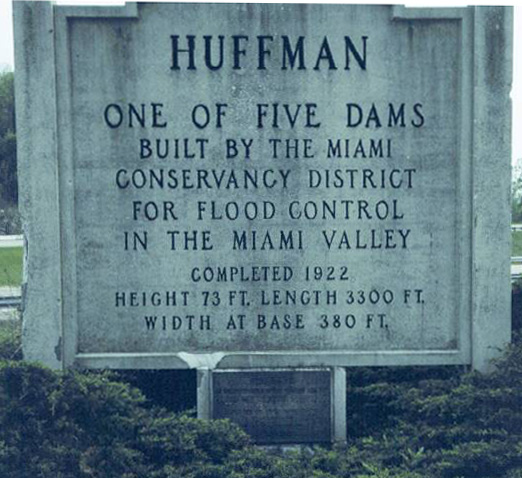 HUFFMAN
ONE OF FIVE DAMS
BUILT BY THE MIAMI
CONSERVANCY DISTRICT
FOR FLOOD CONTROL
IN THE MIAMI VALLEY
COMPLETED 1922
HEIGHT 73 FT. LENGTH 3300 FT.
WIDTH AT BASE 380 FT.